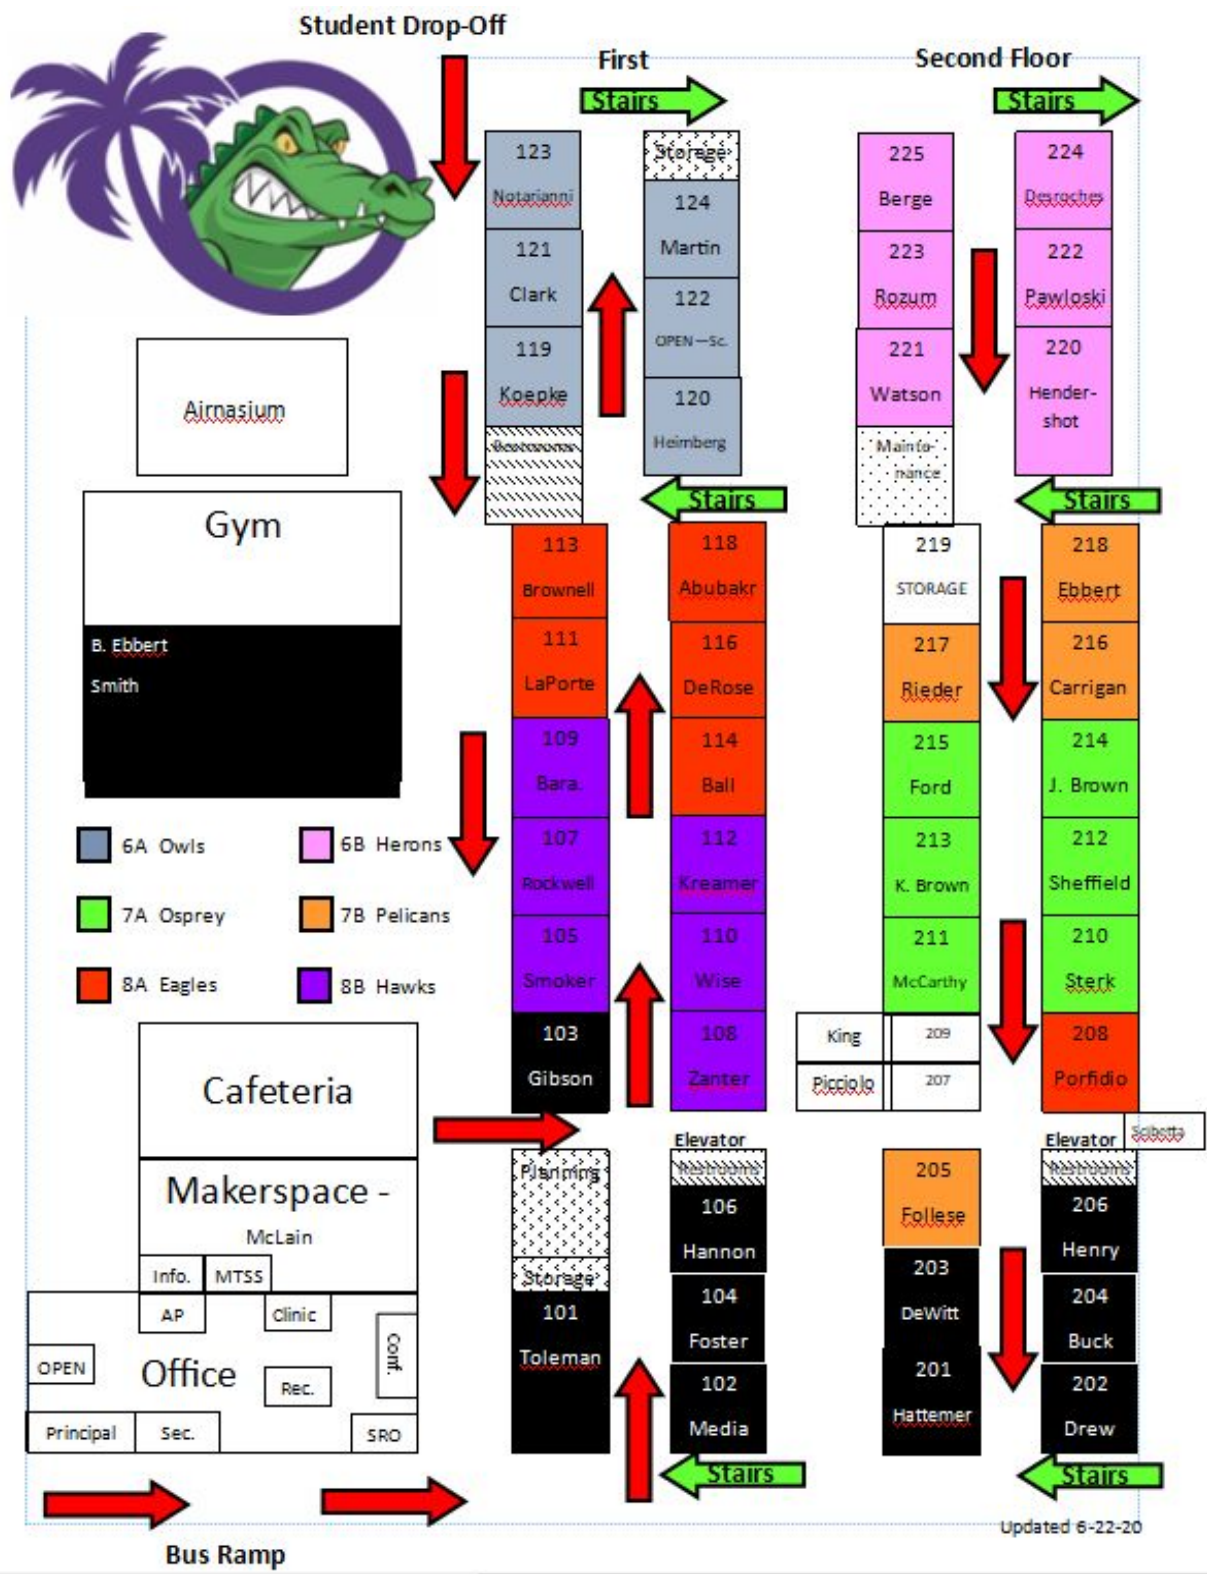 Student Drop-Off
First
Second Floor
Stairs
Stairs
123
Notarianni
121
Clark
119
Koepke
Restrooms
Storage
124
Martin
122
OPEN—Sc.
120
Heimberg
Stairs
225
Berge
223
Rozum
221
Watson
Mainte-
nance
224
Desroches
222
Pawloski
220
Hender-
shot
Stairs
Airnasium
Gym
B. Ebbert
Smith
6A Owls
6B Herons
7A Osprey
7B Pelicans
8A Eagles
8B Hawks
113
Brownell
111
LaPorte
109
Bara.
107
Rockwell
105
Smoker
103
Gibson
118
Abubakr
116
DeRose
114
Ball
112
Kreamer
110
Wise
108
Zanter
219
STORAGE
217
Rieder
215
Ford
213
K. Brown
211
McCarthy
King
209
Picciolo
207
218
Ebbert
216
Carrigan
214
J. Brown
212
Sheffield
210
Sterk
208
Porfidio
Scibetta
Cafeteria
Makerspace -
McLain
Info.
MTSS
AP
Clinic
Conf.
OPEN
Office
Rec.
Principal
Sec.
SRO
Planning
Storage
101
Toleman
Elevator
Restrooms
106
Hannon
104
Foster
102
Media
Stairs
205
Follese
203
DeWitt
201
Hattemer
Elevator
Restrooms
206
Henry
204
Buck
202
Drew
Stairs
Updated 6-22-20
Bus Ramp